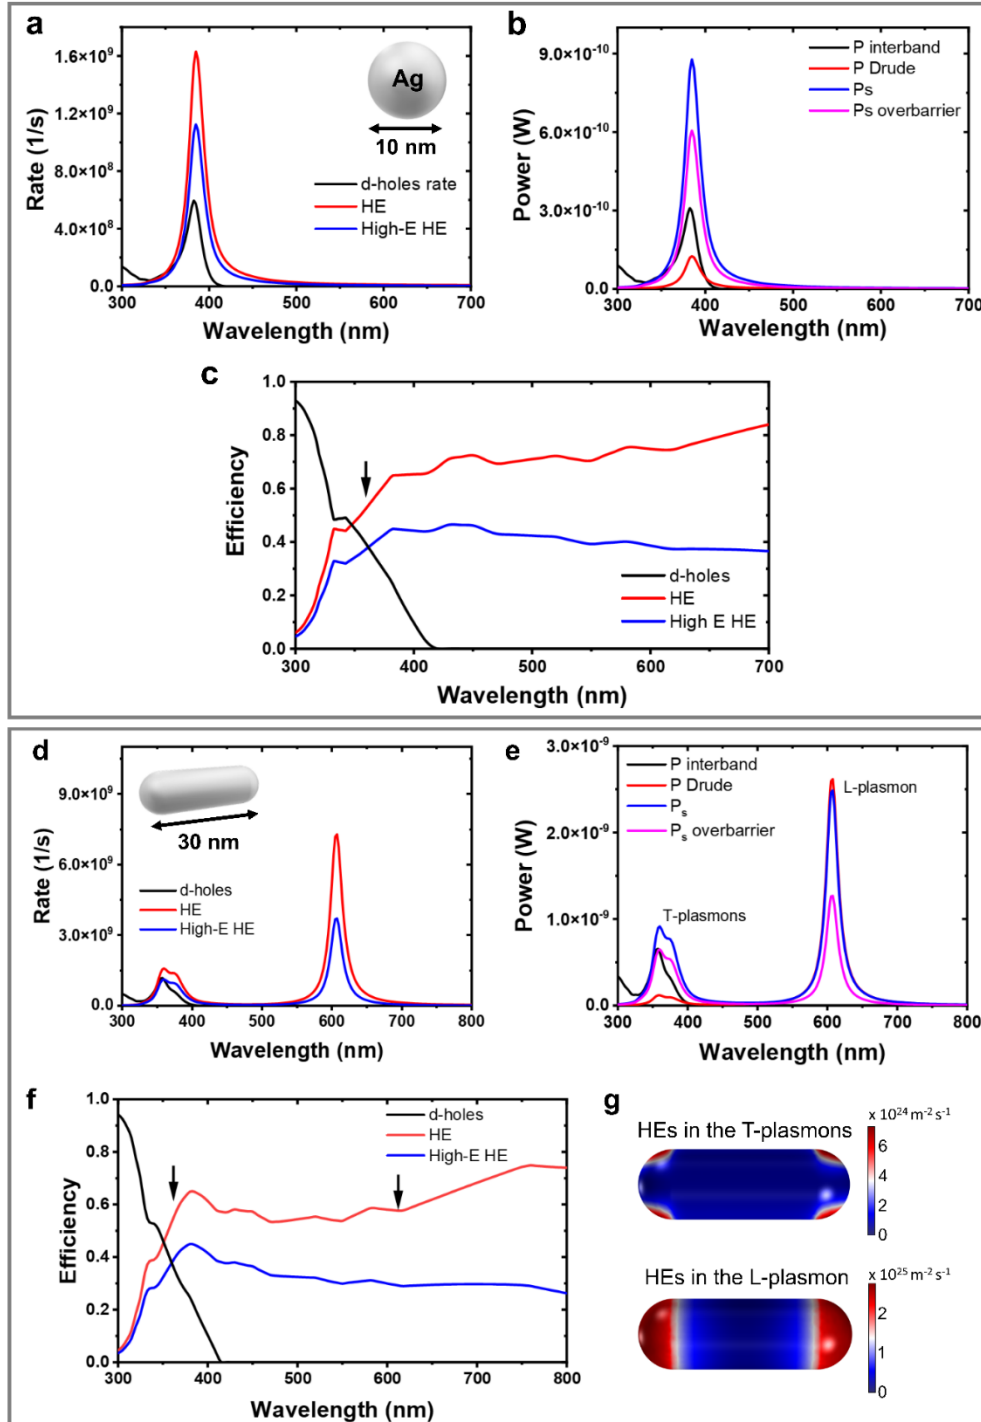 a
1.6×10⁹
1.2×10⁹
8.0×10⁸
4.0×10⁸
0.0
Rate (1/s)
300 400 500 600 700
Wavelength (nm)
Ag
10 nm
d-holes rate
HE
High-E HE
b
9.0×10⁻¹⁰
6.0×10⁻¹⁰
3.0×10⁻¹⁰
0.0
Power (W)
300 400 500 600 700
Wavelength (nm)
P interband
P Drude
Ps
Ps overbarrier
c
1.0
0.8
0.6
0.4
0.2
0.0
Efficiency
300 400 500 600 700
Wavelength (nm)
d-holes
HE
High E HE
d
9.0×10⁹
6.0×10⁹
3.0×10⁹
0.0
Rate (1/s)
300 400 500 600 700 800
Wavelength (nm)
30 nm
d-holes
HE
High-E HE
e
3.0×10⁻⁹
2.0×10⁻⁹
1.0×10⁻⁹
0.0
Power (W)
300 400 500 600 700 800
Wavelength (nm)
P interband
P Drude
Pₛ
Pₛ overbarrier
L-plasmon
T-plasmons
f
1.0
0.8
0.6
0.4
0.2
0.0
Efficiency
300 400 500 600 700 800
Wavelength (nm)
d-holes
HE
High-E HE
g
x 10²⁴ m⁻² s⁻¹
HEs in the T-plasmons
6
4
2
0
x 10²⁵ m⁻² s⁻¹
HEs in the L-plasmon
2
1
0